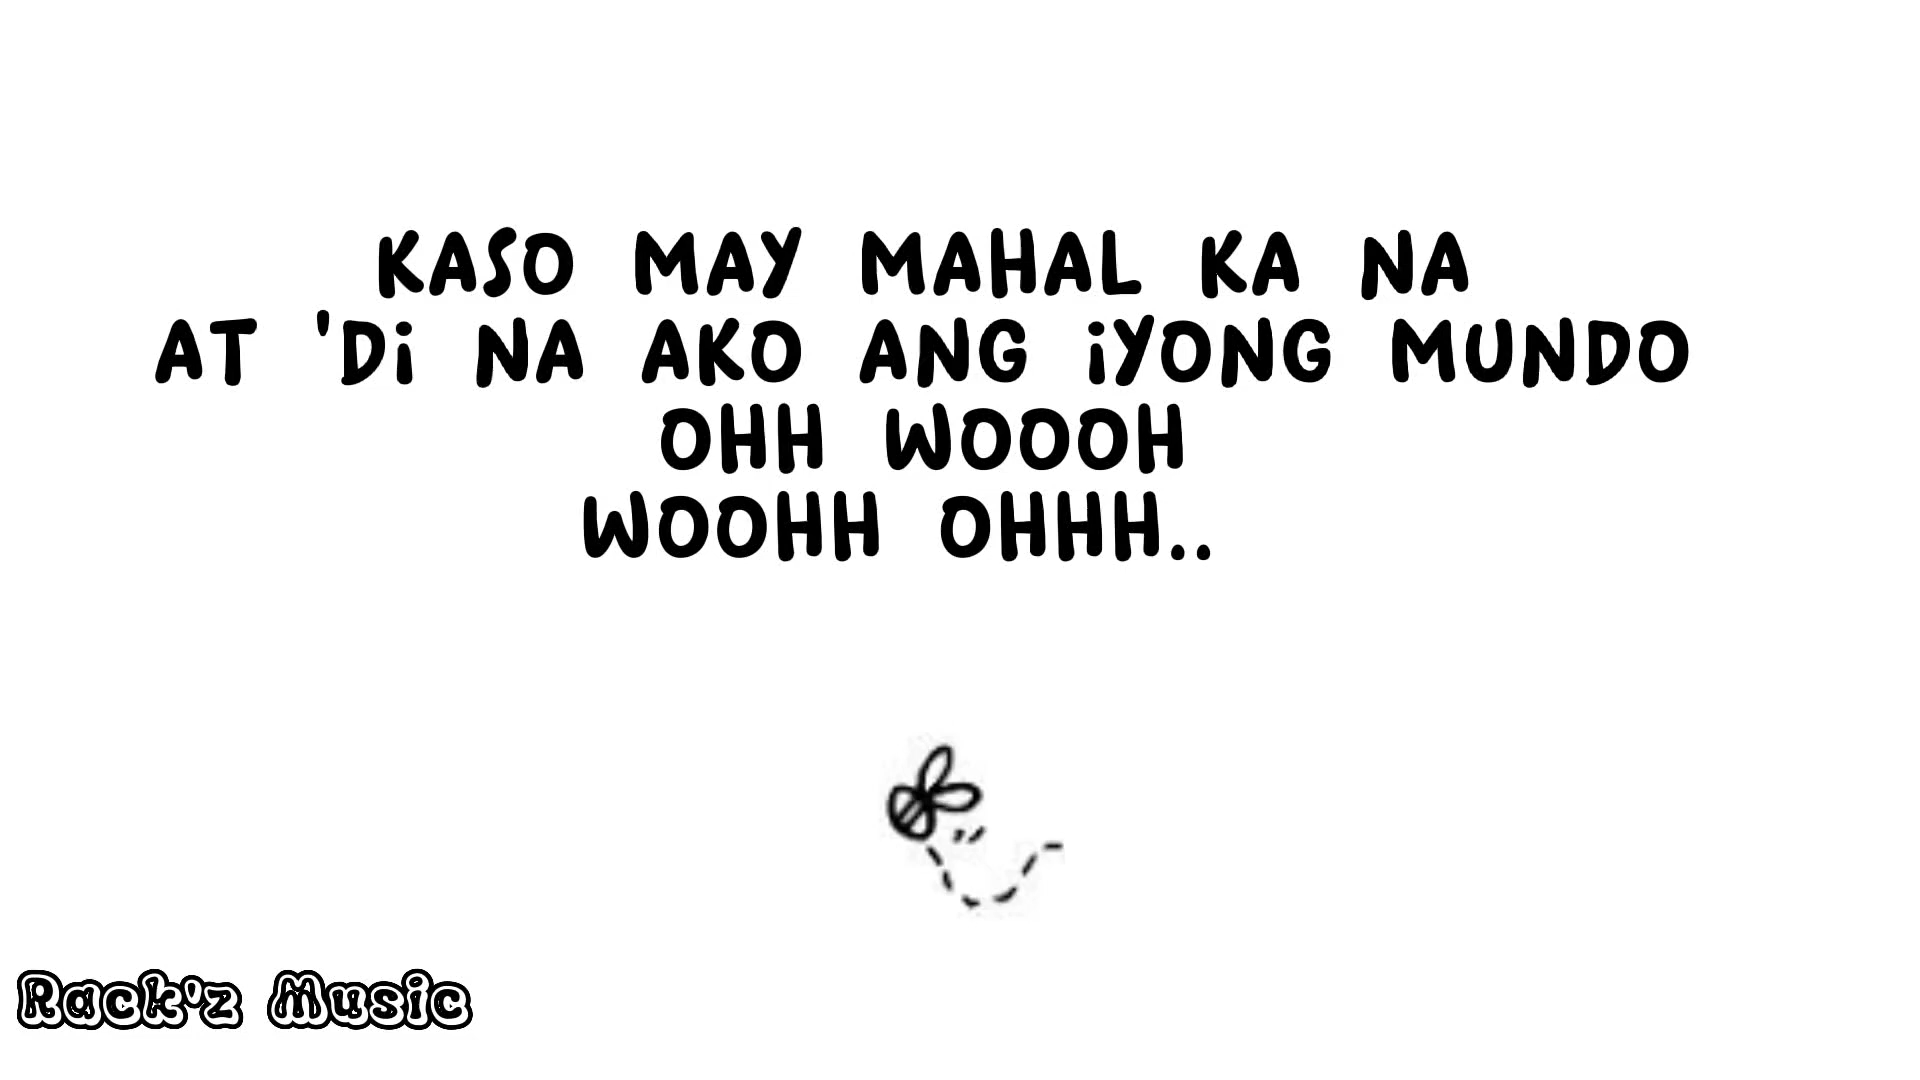 KASO MAY MAHAL KA NA
AT 'Di NA AKO ANG iYONG MUNDO
OHH WOOOH
WOOHH OHHH..
Rack'z Music